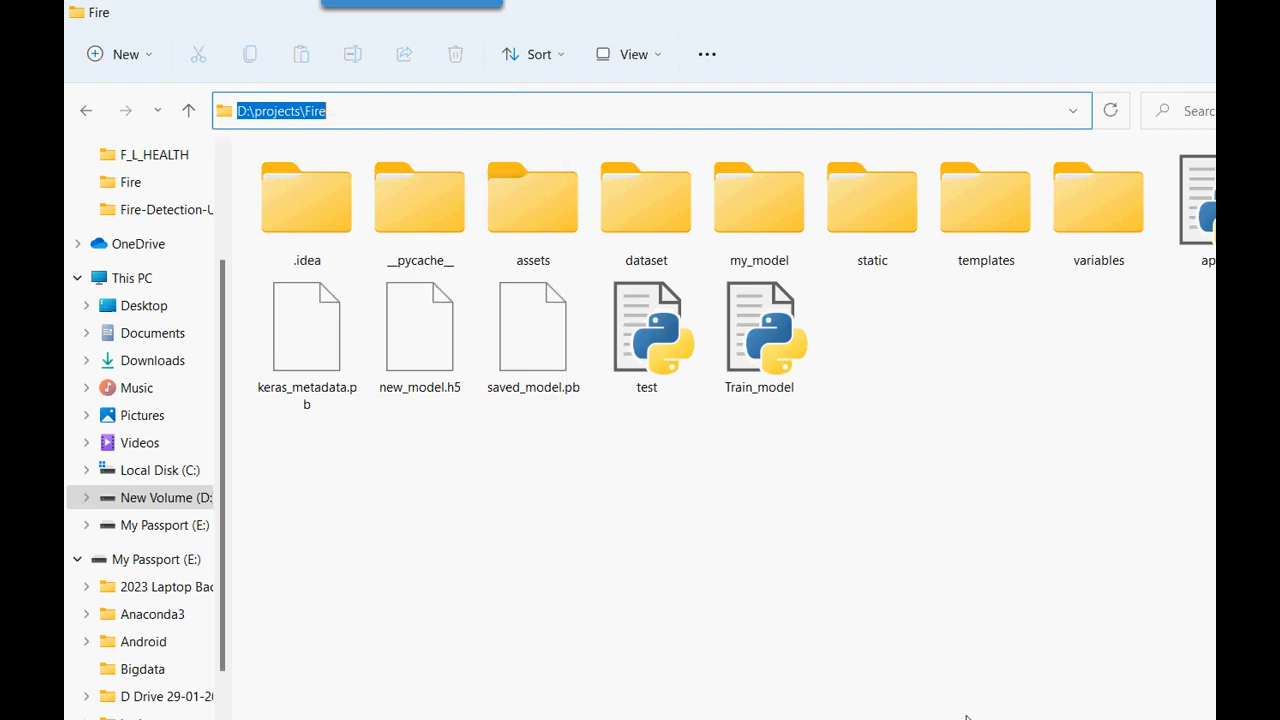 Fire
New
Sort
View
D:\projects\Fire
Searc
F_L_HEALTH
Fire
Fire-Detection-U
OneDrive
This PC
Desktop
Documents
Downloads
Music
Pictures
Videos
Local Disk (C:)
New Volume (D:
My Passport (E:)
My Passport (E:)
2023 Laptop Bac
Anaconda3
Android
Bigdata
D Drive 29-01-20
.idea
__pycache__
assets
dataset
my_model
static
templates
variables
ap
keras_metadata.p
b
new_model.h5
saved_model.pb
test
Train_model